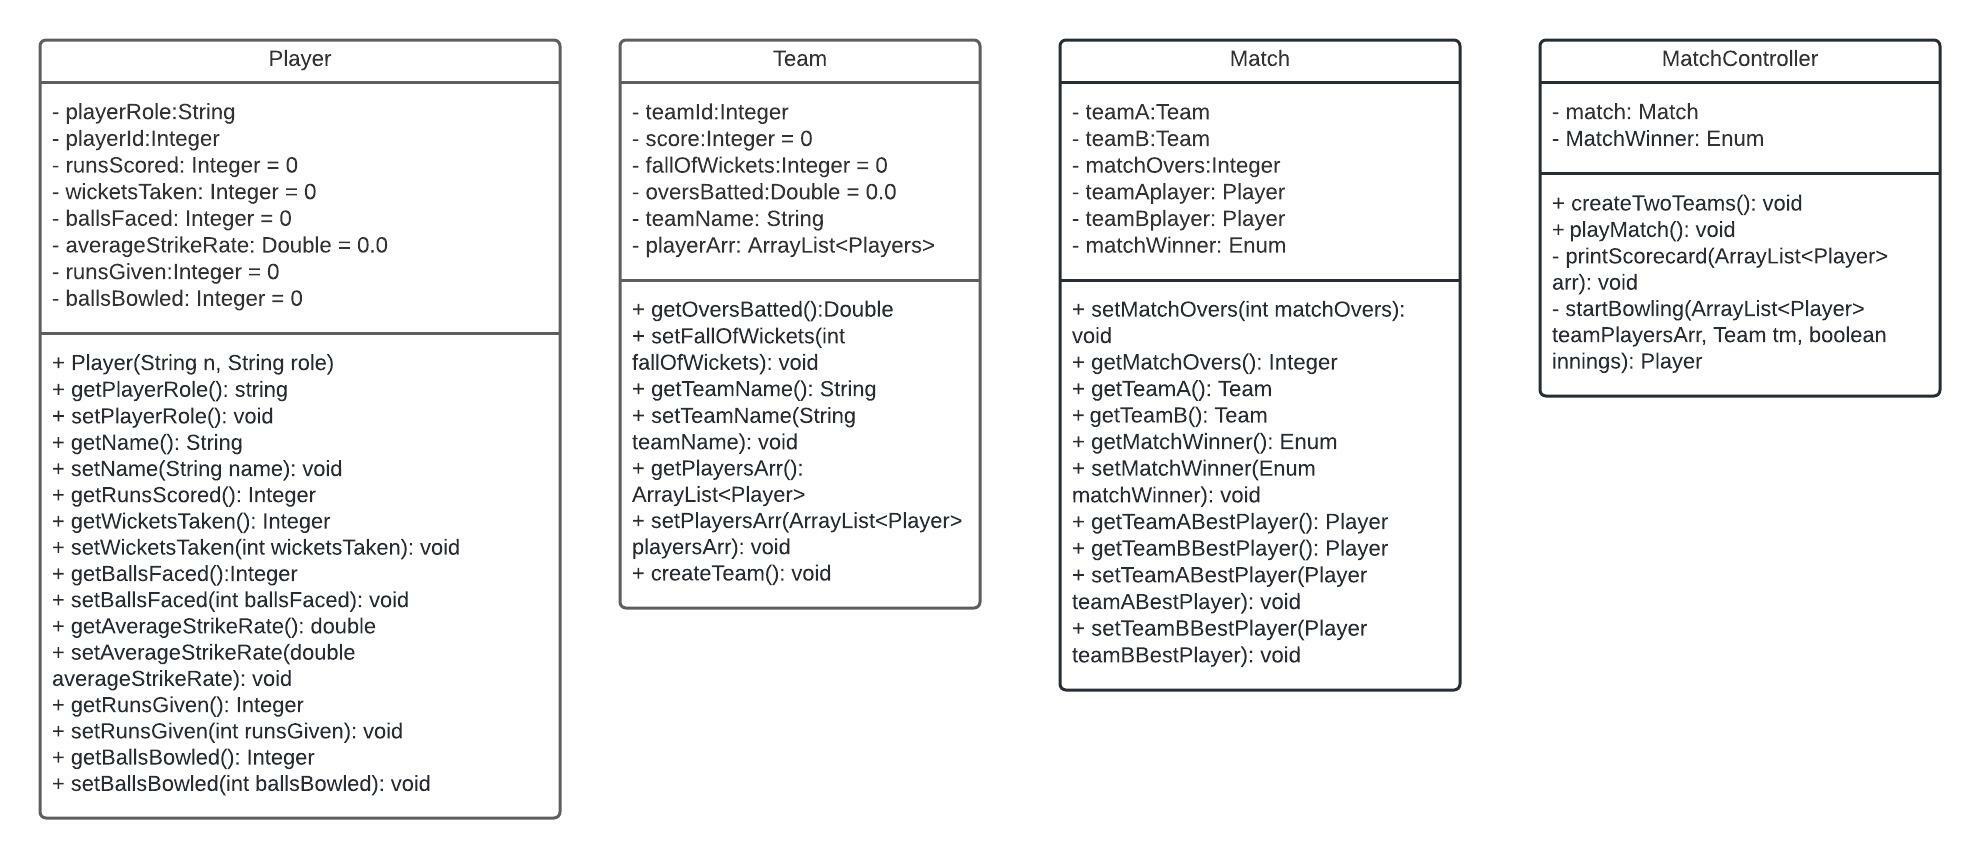 Player
- playerRole:String
- playerId:Integer
- runsScored: Integer = 0
- wicketsTaken: Integer = 0
- ballsFaced: Integer = 0
- averageStrikeRate: Double = 0.0
- runsGiven:Integer = 0
- ballsBowled: Integer = 0
+ Player(String n, String role)
+ getPlayerRole(): string
+ setPlayerRole(): void
+ getName(): String
+ setName(String name): void
+ getRunsScored(): Integer
+ getWicketsTaken(): Integer
+ setWicketsTaken(int wicketsTaken): void
+ getBallsFaced():Integer
+ setBallsFaced(int ballsFaced): void
+ getAverageStrikeRate(): double
+ setAverageStrikeRate(double
averageStrikeRate): void
+ getRunsGiven(): Integer
+ setRunsGiven(int runsGiven): void
+ getBallsBowled(): Integer
+ setBallsBowled(int ballsBowled): void
Team
- teamId:Integer
- score:Integer = 0
- fallOfWickets:Integer = 0
- oversBatted:Double = 0.0
- teamName: String
- playerArr: ArrayList<Players>
+ getOversBatted():Double
+ setFallOfWickets(int
fallOfWickets): void
+ getTeamName(): String
+ setTeamName(String
teamName): void
+ getPlayersArr():
ArrayList<Player>
+ setPlayersArr(ArrayList<Player>
playersArr): void
+ createTeam(): void
Match
- teamA:Team
- teamB:Team
- matchOvers:Integer
- teamAplayer: Player
- teamBplayer: Player
- matchWinner: Enum
+ setMatchOvers(int matchOvers):
void
+ getMatchOvers(): Integer
+ getTeamA(): Team
+ getTeamB(): Team
+ getMatchWinner(): Enum
+ setMatchWinner(Enum
matchWinner): void
+ getTeamABestPlayer(): Player
+ getTeamBBestPlayer(): Player
+ setTeamABestPlayer(Player
teamABestPlayer): void
+ setTeamBBestPlayer(Player
teamBBestPlayer): void
MatchController
- match: Match
- MatchWinner: Enum
+ createTwoTeams(): void
+ playMatch(): void
- printScorecard(ArrayList<Player>
arr): void
- startBowling(ArrayList<Player>
teamPlayersArr, Team tm, boolean
innings): Player